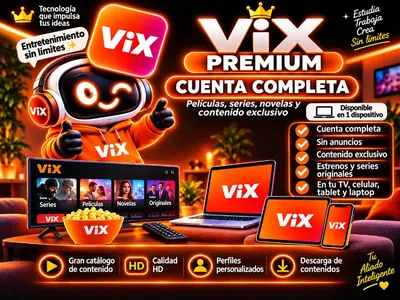 Tecnología
que impulsa
tus ideas
Entretenimiento
sin límites
ViX
ViX
PREMIUM
CUENTA COMPLETA
Películas, series, novelas y
contenido exclusivo
Estudia
Trabaja
Crea
Sin límites
Disponible
en 1 dispositivo
Cuenta completa
Sin anuncios
Contenido exclusivo
Estrenos y series
originales
En tu TV, celular,
tablet y laptop
ViX
ViX
ViX
Series
Películas
Novelas
Originales
ViX
ViX
ViX
ViX
Gran catálogo
de contenido
HD
Calidad
HD
Perfiles
personalizados
Descarga de
contenidos
Tu
Aliado
Inteligente